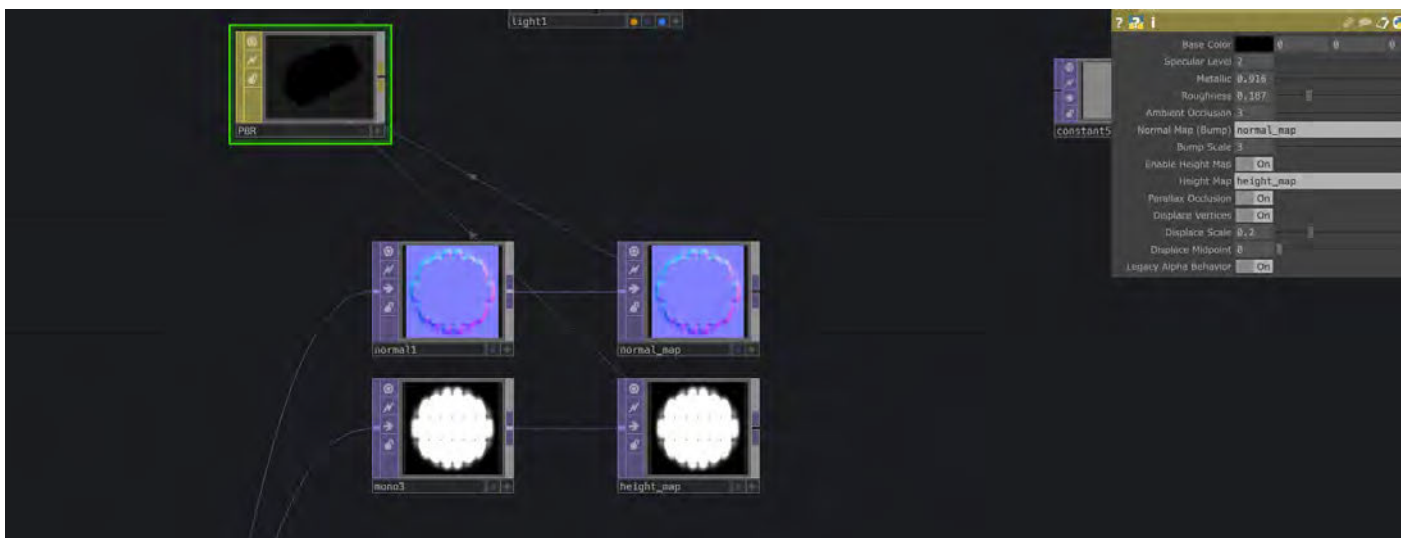 light1
PBR
constant5
normal1
normal_map
mono3
height_map
? ? i
Base Color 0 0 0
Specular Level 2
Metallic 0.916
Roughness 0.187
Ambient Occlusion 3
Normal Map (Bump) normal_map
Bump Scale 3
Enable Height Map On
Height Map height_map
Parallax Occlusion On
Displace Vertices On
Displace Scale 0.2
Displace Midpoint 0
Legacy Alpha Behavior On